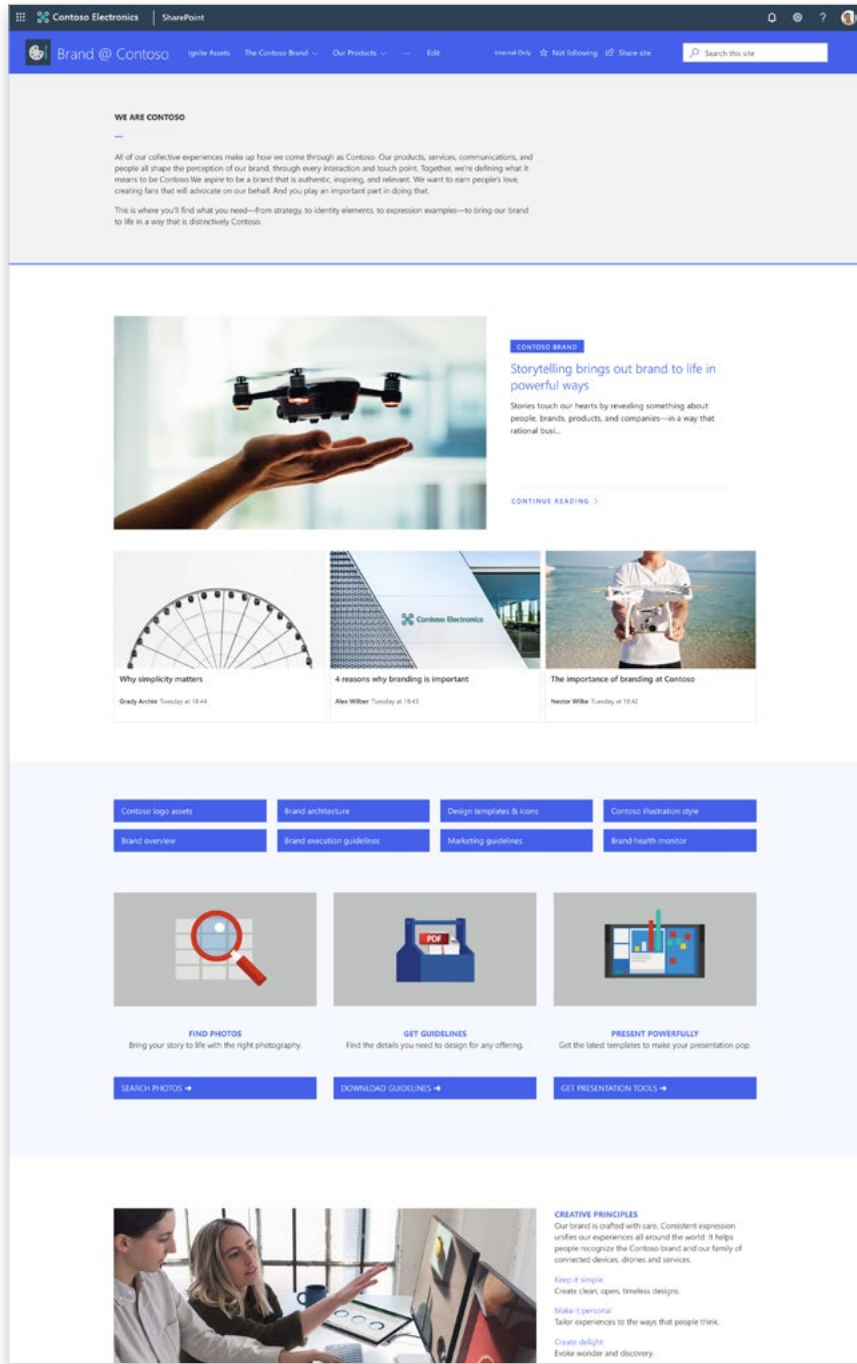 Contoso Electronics | SharePoint ?
Brand @ Contoso Ignite Assets The Contoso Brand Our Products ... Edit Internal Only Not following Share site Search this site
WE ARE CONTOSO
All of our collective experiences make up how we come through as Contoso. Our products, services, communications, and
people all shape the perception of our brand, through every interaction and touch point. Together, we're defining what it
means to be Contoso.We aspire to be a brand that is authentic, inspiring, and relevant. We want to earn people's love,
creating fans that will advocate on our behalf. And you play an important part in doing that.
This is where you'll find what you need—from strategy, to identity elements, to expression examples—to bring our brand
to life in a way that is distinctively Contoso.
CONTOSO BRAND
Storytelling brings out brand to life in
powerful ways
Stories touch our hearts by revealing something about
people, brands, products, and companies—in a way that
rational busi...
CONTINUE READING >
Contoso Electronics
Why simplicity matters
Grady Archie Tuesday at 18:44
4 reasons why branding is important
Alex Wilber Tuesday at 18:43
The importance of branding at Contoso
Nestor Wilke Tuesday at 18:42
Contoso logo assets
Brand architecture
Design templates & icons
Contoso illustration style
Brand overview
Brand execution guidelines
Marketing guidelines
Brand health monitor
PDF
FIND PHOTOS
Bring your story to life with the right photography.
SEARCH PHOTOS ➔
GET GUIDELINES
Find the details you need to design for any offering.
DOWNLOAD GUIDELINES ➔
PRESENT POWERFULLY
Get the latest templates to make your presentation pop.
GET PRESENTATION TOOLS ➔
CREATIVE PRINCIPLES
Our brand is crafted with care. Consistent expression
unifies our experiences all around the world. It helps
people recognize the Contoso brand and our family of
connected devices, drones and services.
Keep it simple
Create clean, open, timeless designs.
Make it personal
Tailor experiences to the ways that people think.
Create delight
Evoke wonder and discovery.